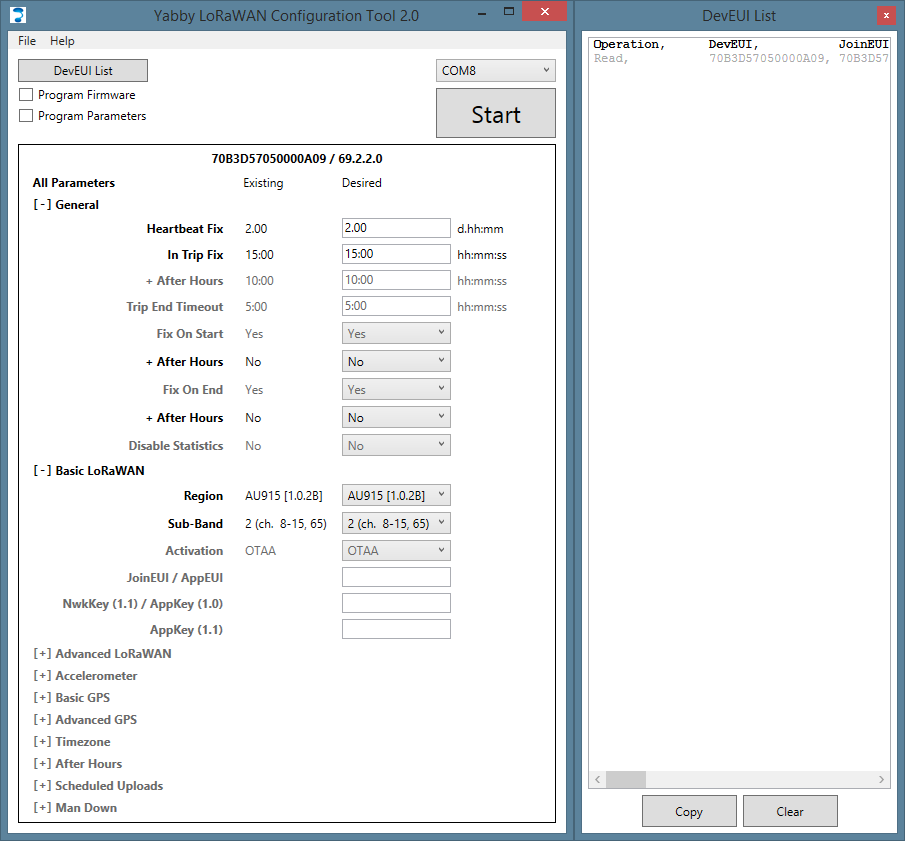 Yabby LoRaWAN Configuration Tool 2.0
File Help
DevEUI List
COM8
Program Firmware
Program Parameters
Start
70B3D57050000A09 / 69.2.2.0
All Parameters Existing Desired
[-] General
Heartbeat Fix 2.00 2.00 d.hh:mm
In Trip Fix 15:00 15:00 hh:mm:ss
+ After Hours 10:00 10:00 hh:mm:ss
Trip End Timeout 5:00 5:00 hh:mm:ss
Fix On Start Yes Yes
+ After Hours No No
Fix On End Yes Yes
+ After Hours No No
Disable Statistics No No
[-] Basic LoRaWAN
Region AU915 [1.0.2B] AU915 [1.0.2B]
Sub-Band 2 (ch. 8-15, 65) 2 (ch. 8-15, 65)
Activation OTAA OTAA
JoinEUI / AppEUI
NwkKey (1.1) / AppKey (1.0)
AppKey (1.1)
[+] Advanced LoRaWAN
[+] Accelerometer
[+] Basic GPS
[+] Advanced GPS
[+] Timezone
[+] After Hours
[+] Scheduled Uploads
[+] Man Down
DevEUI List
Operation, DevEUI, JoinEUI
Read, 70B3D57050000A09, 70B3D57
Copy Clear